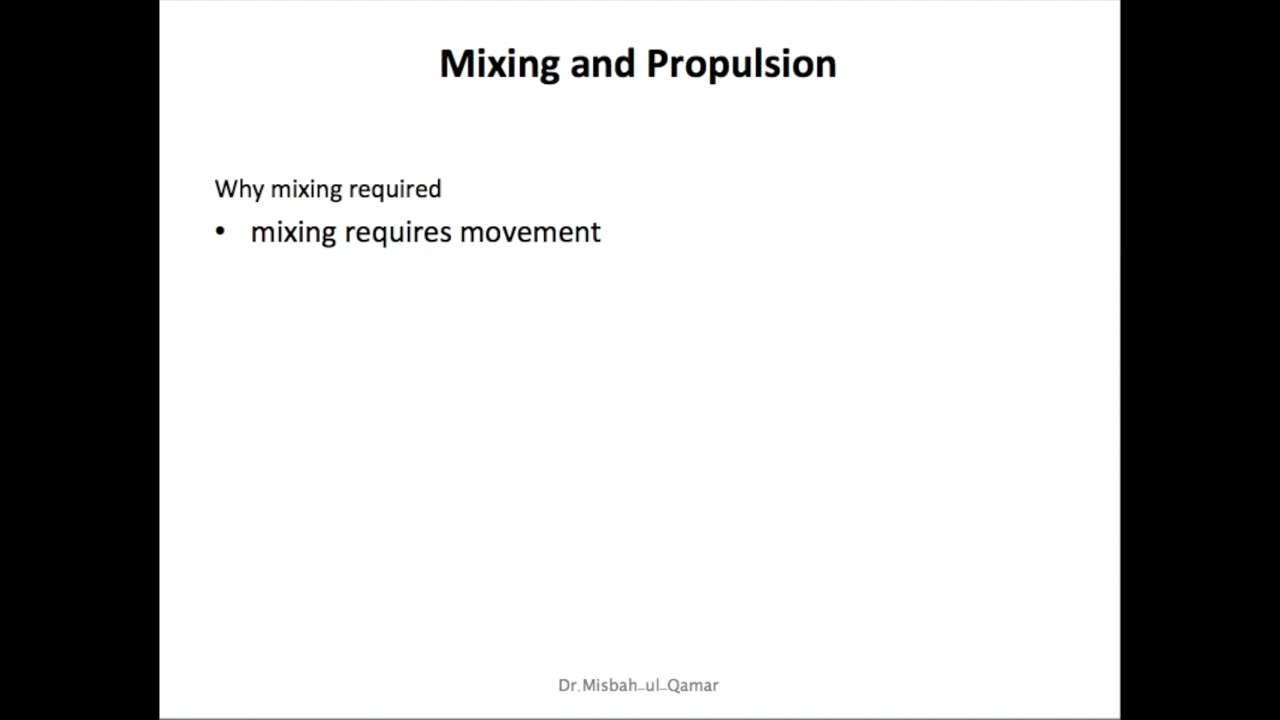 Mixing and Propulsion
Why mixing required
• mixing requires movement
Dr.Misbah-ul-Qamar